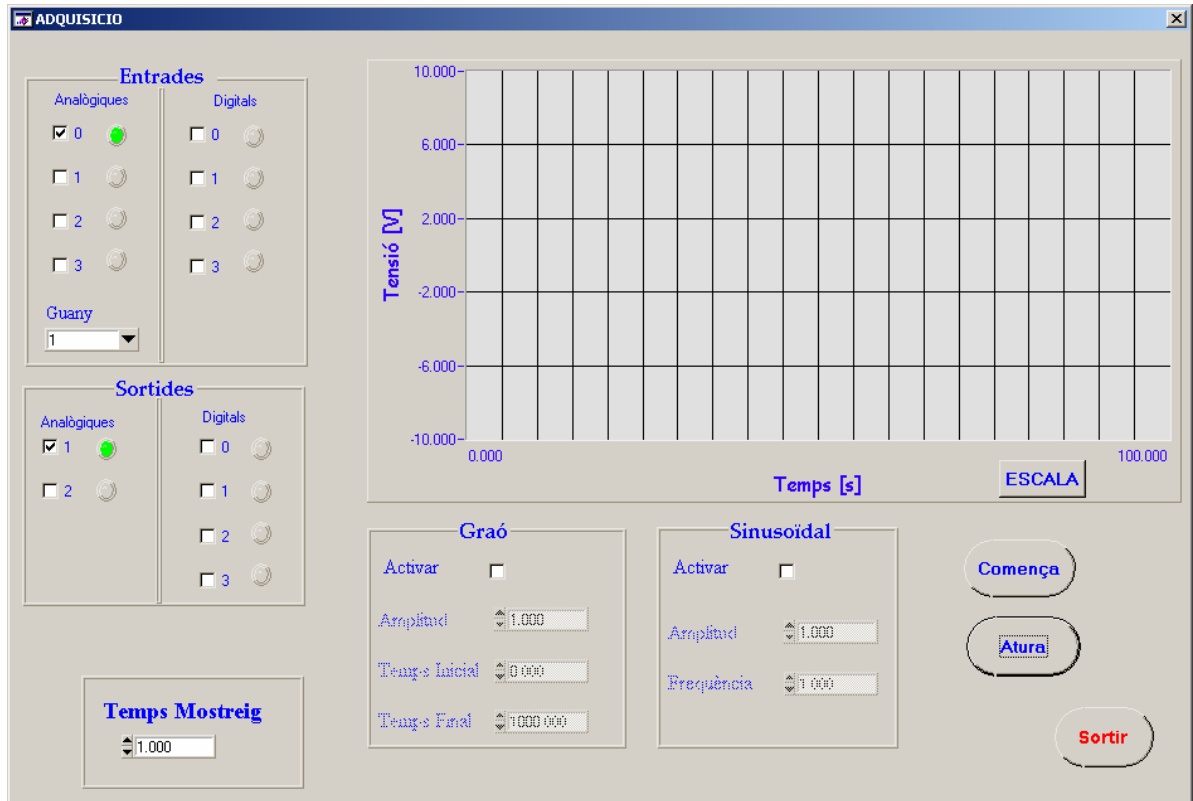 ADQUISICIO
Entrades
Analògiques
Digitals
0
0
1
1
2
2
3
3
Guany
1
Sortides
Analògiques
Digitals
1
0
2
1
2
3
Temps Mostreig
1.000
Tensió [V]
10.000
6.000
2.000
-2.000
-6.000
-10.000
0.000
100.000
Temps [s]
ESCALA
Graó
Activar
Amplitud
1.000
Temps Inicial
0.000
Temps Final
1000.000
Sinusoïdal
Activar
Amplitud
1.000
Frequència
1.000
Comença
Atura
Sortir